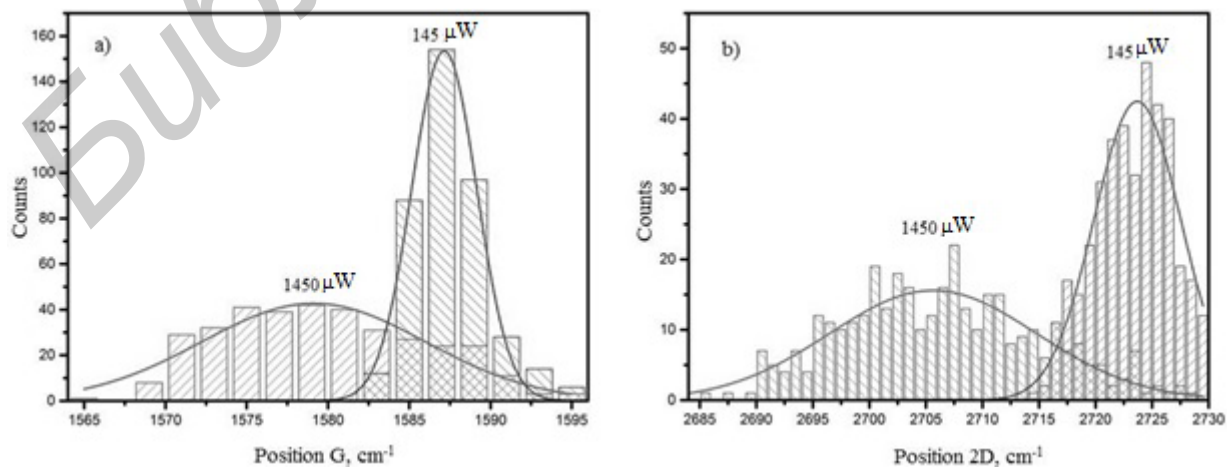 Биб
a)
145 μW
1450 μW
160
140
120
100
80
60
40
20
0
Counts
1565 1570 1575 1580 1585 1590 1595
Position G, cm⁻¹
b)
145 μW
1450 μW
50
40
30
20
10
0
Counts
2685 2690 2695 2700 2705 2710 2715 2720 2725 2730
Position 2D, cm⁻¹